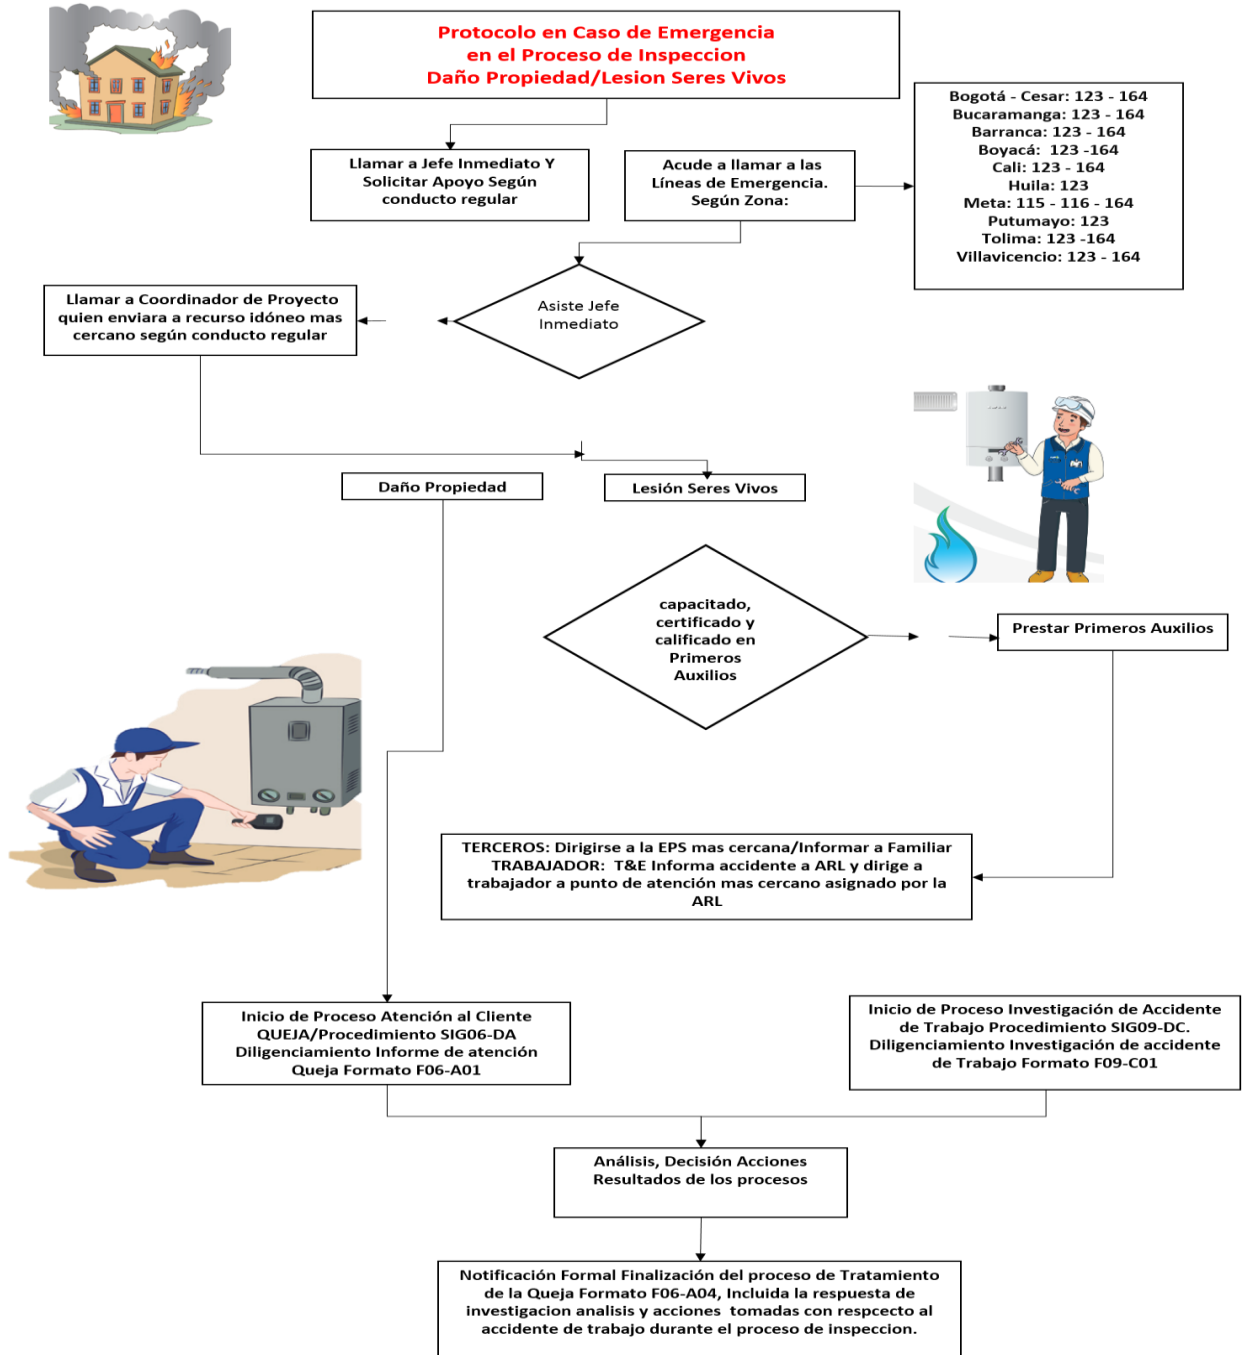 Protocolo en Caso de Emergencia
en el Proceso de Inspeccion
Daño Propiedad/Lesion Seres Vivos
Bogotá - Cesar: 123 - 164
Bucaramanga: 123 - 164
Barranca: 123 - 164
Boyacá:  123 -164
Cali: 123 - 164
Huila: 123
Meta: 115 - 116 - 164
Putumayo: 123
Tolima: 123 -164
Villavicencio: 123 - 164
Llamar a Jefe Inmediato Y
Solicitar Apoyo Según
conducto regular
Acude a llamar a las
Líneas de Emergencia.
Según Zona:
Llamar a Coordinador de Proyecto
quien enviara a recurso idóneo mas
cercano según conducto regular
Asiste Jefe
Inmediato
Daño Propiedad
Lesión Seres Vivos
capacitado,
certificado y
calificado en
Primeros
Auxilios
Prestar Primeros Auxilios
TERCEROS: Dirigirse a la EPS mas cercana/Informar a Familiar
TRABAJADOR:  T&E Informa accidente a ARL y dirige a
trabajador a punto de atención mas cercano asignado por la
ARL
Inicio de Proceso Atención al Cliente
QUEJA/Procedimiento SIG06-DA
Diligenciamiento Informe de atención
Queja Formato F06-A01
Inicio de Proceso Investigación de Accidente
de Trabajo Procedimiento SIG09-DC.
Diligenciamiento Investigación de accidente
de Trabajo Formato F09-C01
Análisis, Decisión Acciones
Resultados de los procesos
Notificación Formal Finalización del proceso de Tratamiento
de la Queja Formato F06-A04, Incluida la respuesta de
investigacion analisis y acciones  tomadas con respcecto al
accidente de trabajo durante el proceso de inspeccion.